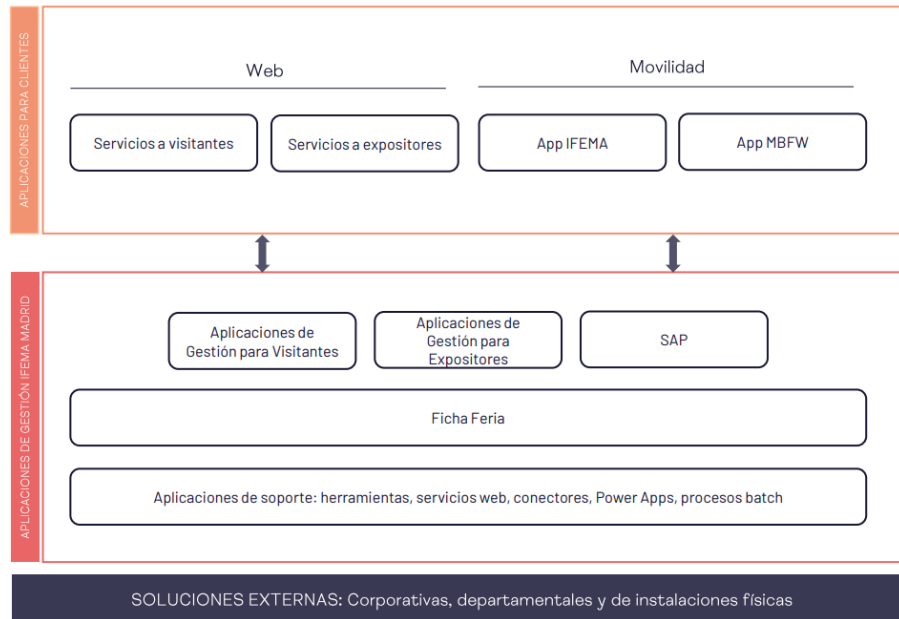 APLICACIONES PARA CLIENTES
Web
Movilidad
Servicios a visitantes
Servicios a expositores
App IFEMA
App MBFW
APLICACIONES DE GESTIÓN IFEMA MADRID
Aplicaciones de
Gestión para Visitantes
Aplicaciones de
Gestión para
Expositores
SAP
Ficha Feria
Aplicaciones de soporte: herramientas, servicios web, conectores, Power Apps, procesos batch
SOLUCIONES EXTERNAS: Corporativas, departamentales y de instalaciones físicas